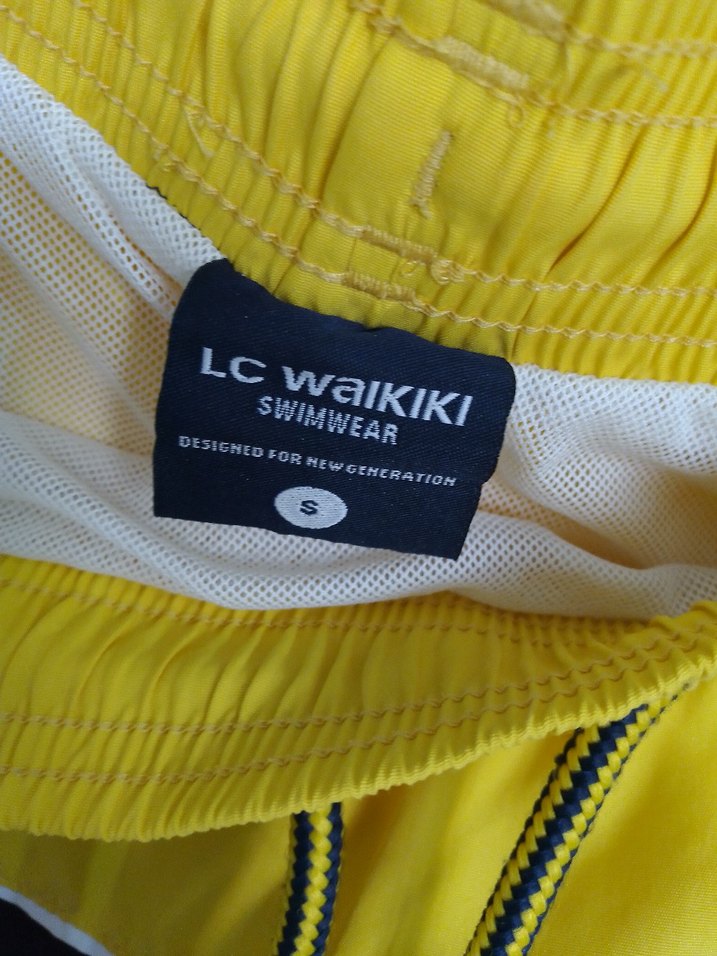 LC WAIKIKI
SWIMWEAR
DESIGNED FOR NEW GENERATION
S